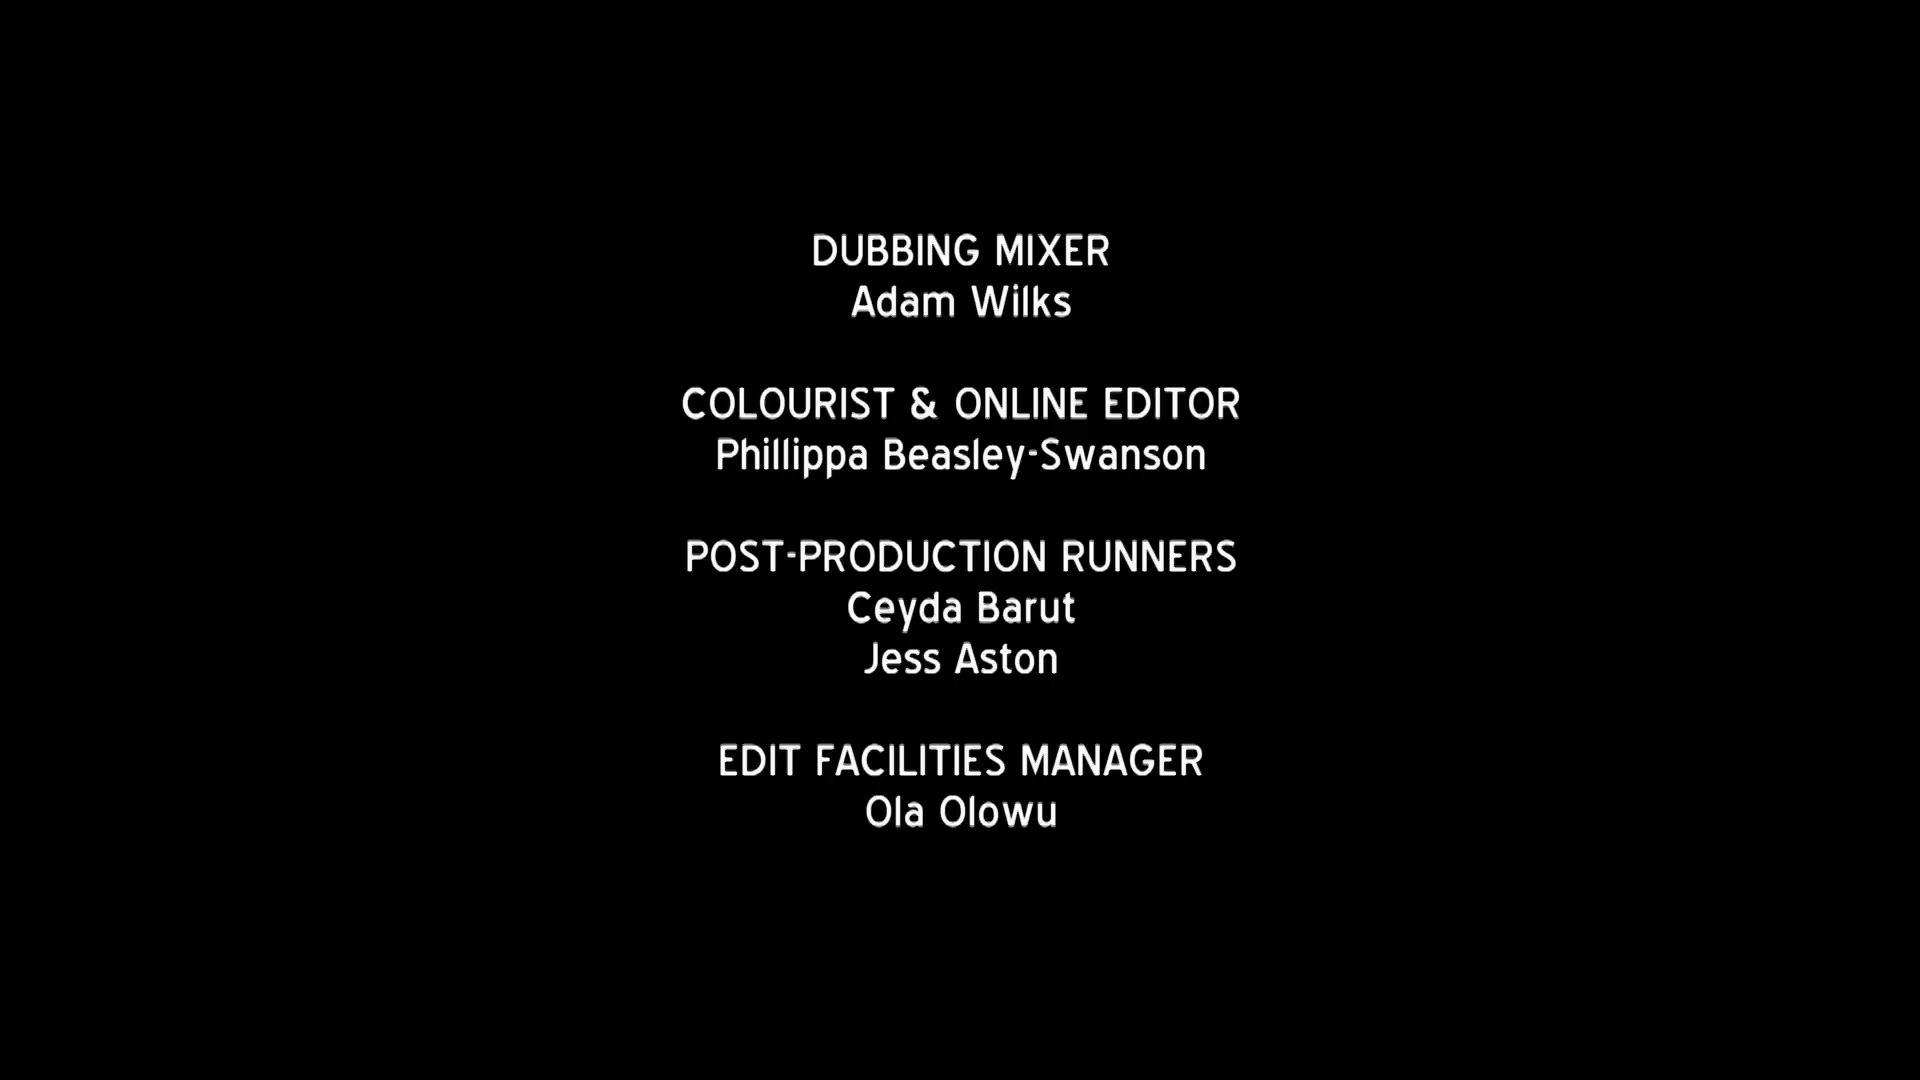 DUBBING MIXER
Adam Wilks
COLOURIST & ONLINE EDITOR
Phillippa Beasley-Swanson
POST-PRODUCTION RUNNERS
Ceyda Barut
Jess Aston
EDIT FACILITIES MANAGER
Ola Olowu